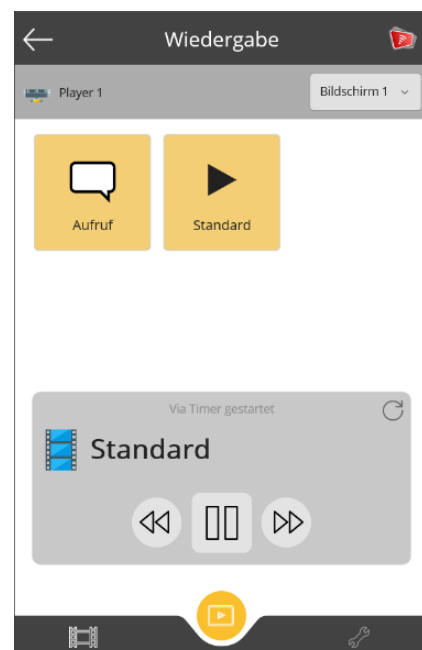 Wiedergabe
Player 1
Bildschirm 1
Aufruf
Standard
Via Timer gestartet
Standard